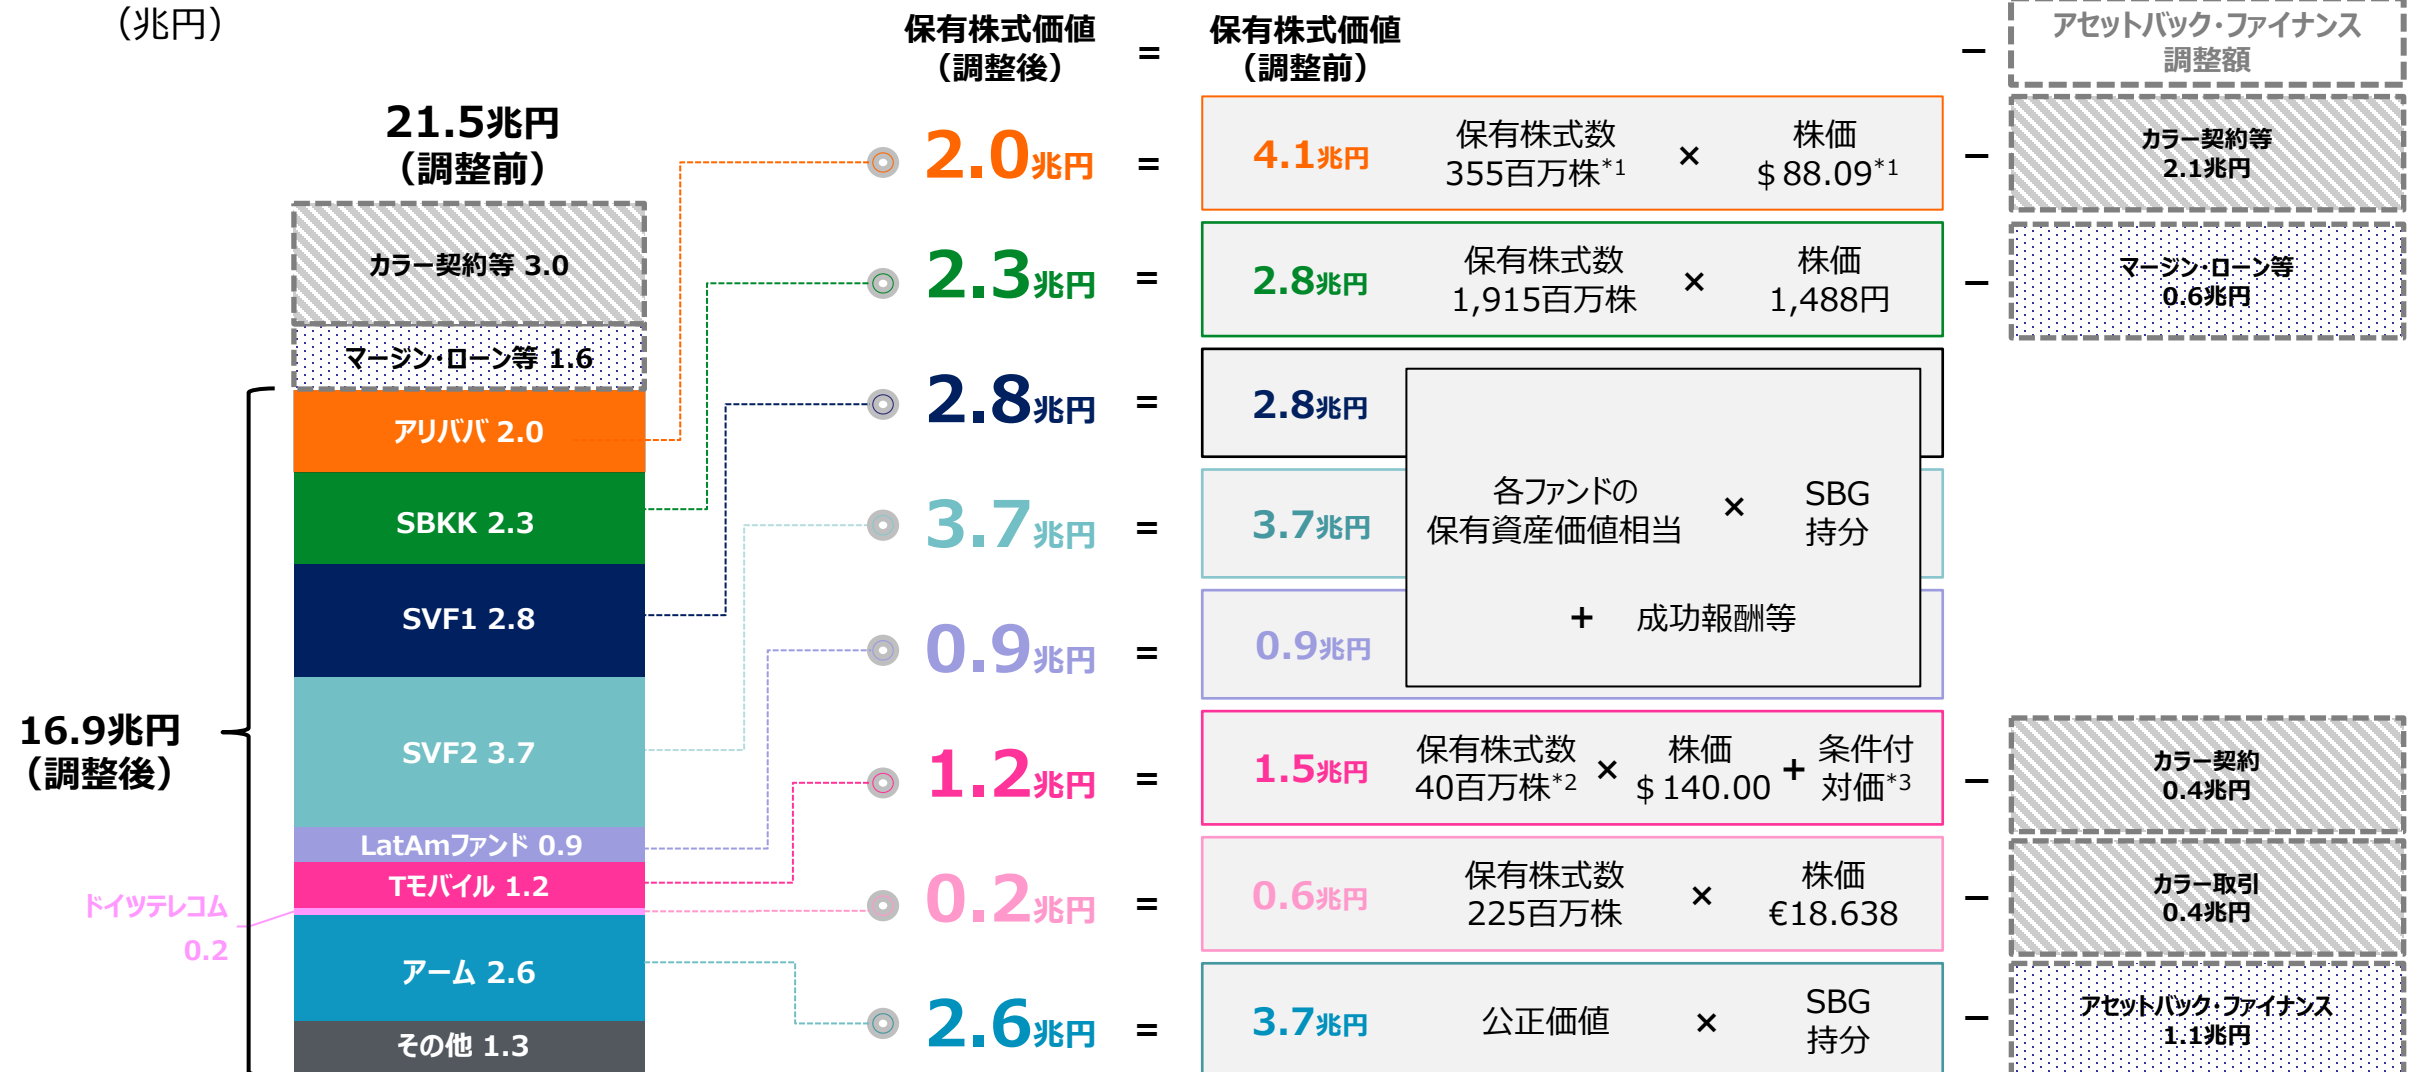 （兆円）
保有株式価値
（調整後）
=
保有株式価値
（調整前）
−
アセットバック・ファイナンス
調整額
21.5兆円
（調整前）
カラー契約等 3.0
マージン・ローン等 1.6
アリババ 2.0
SBKK 2.3
SVF1 2.8
SVF2 3.7
LatAmファンド 0.9
Tモバイル 1.2
ドイツテレコム
0.2
アーム 2.6
その他 1.3
16.9兆円
（調整後）
2.0兆円 = 4.1兆円 保有株式数 × 株価 −
355百万株*1 $88.09*1
カラー契約等
2.1兆円
2.3兆円 = 2.8兆円 保有株式数 × 株価 −
1,915百万株 1,488円
マージン・ローン等
0.6兆円
2.8兆円 = 2.8兆円
3.7兆円 = 3.7兆円
0.9兆円 = 0.9兆円
各ファンドの × SBG
保有資産価値相当 持分
+ 成功報酬等
1.2兆円 = 1.5兆円 保有株式数 × 株価 + 条件付 −
40百万株*2 $140.00 対価*3
カラー契約
0.4兆円
0.2兆円 = 0.6兆円 保有株式数 × 株価 −
225百万株 €18.638
カラー取引
0.4兆円
2.6兆円 = 3.7兆円 公正価値 × SBG −
持分
アセットバック・ファイナンス
1.1兆円